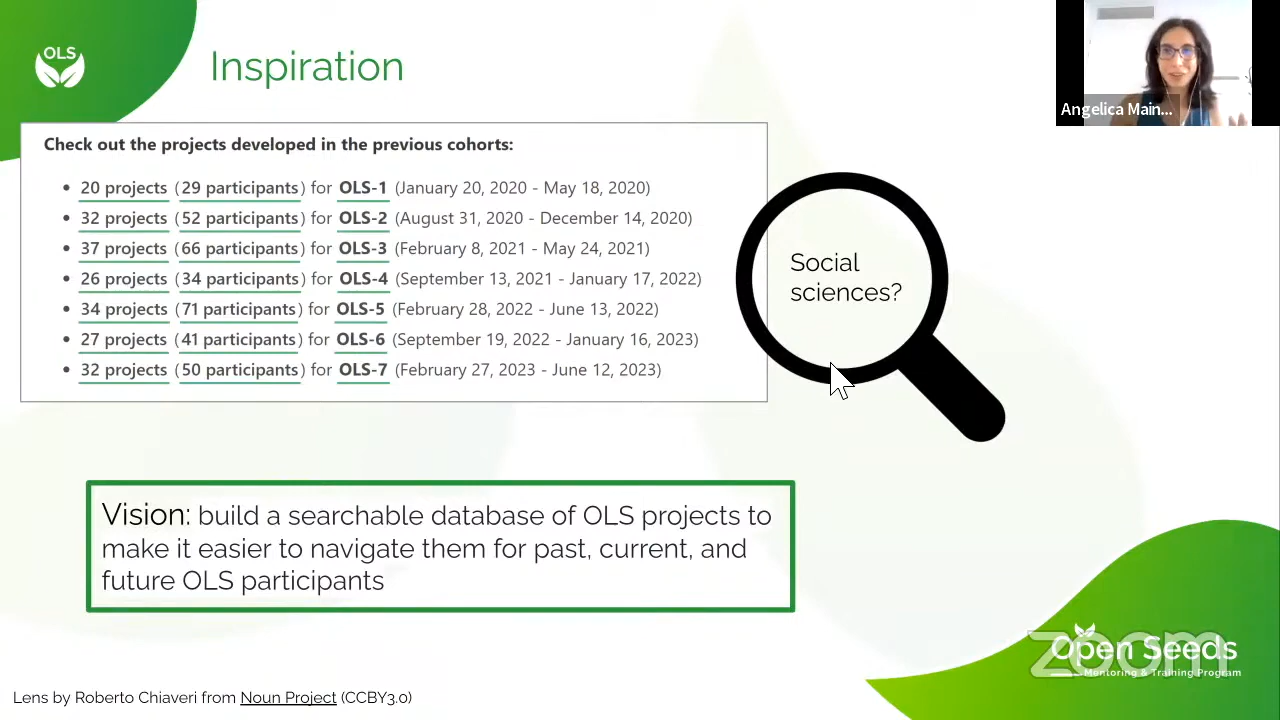 OLS
Inspiration
Angelica Main...
Check out the projects developed in the previous cohorts:
• 20 projects (29 participants) for OLS-1 (January 20, 2020 - May 18, 2020)
• 32 projects (52 participants) for OLS-2 (August 31, 2020 - December 14, 2020)
• 37 projects (66 participants) for OLS-3 (February 8, 2021 - May 24, 2021)
• 26 projects (34 participants) for OLS-4 (September 13, 2021 - January 17, 2022)
• 34 projects (71 participants) for OLS-5 (February 28, 2022 - June 13, 2022)
• 27 projects (41 participants) for OLS-6 (September 19, 2022 - January 16, 2023)
• 32 projects (50 participants) for OLS-7 (February 27, 2023 - June 12, 2023)
Social
sciences?
Vision: build a searchable database of OLS projects to
make it easier to navigate them for past, current, and
future OLS participants
Open Seeds
zoom
Mentoring & Training Program
Lens by Roberto Chiaveri from Noun Project (CCBY3.0)